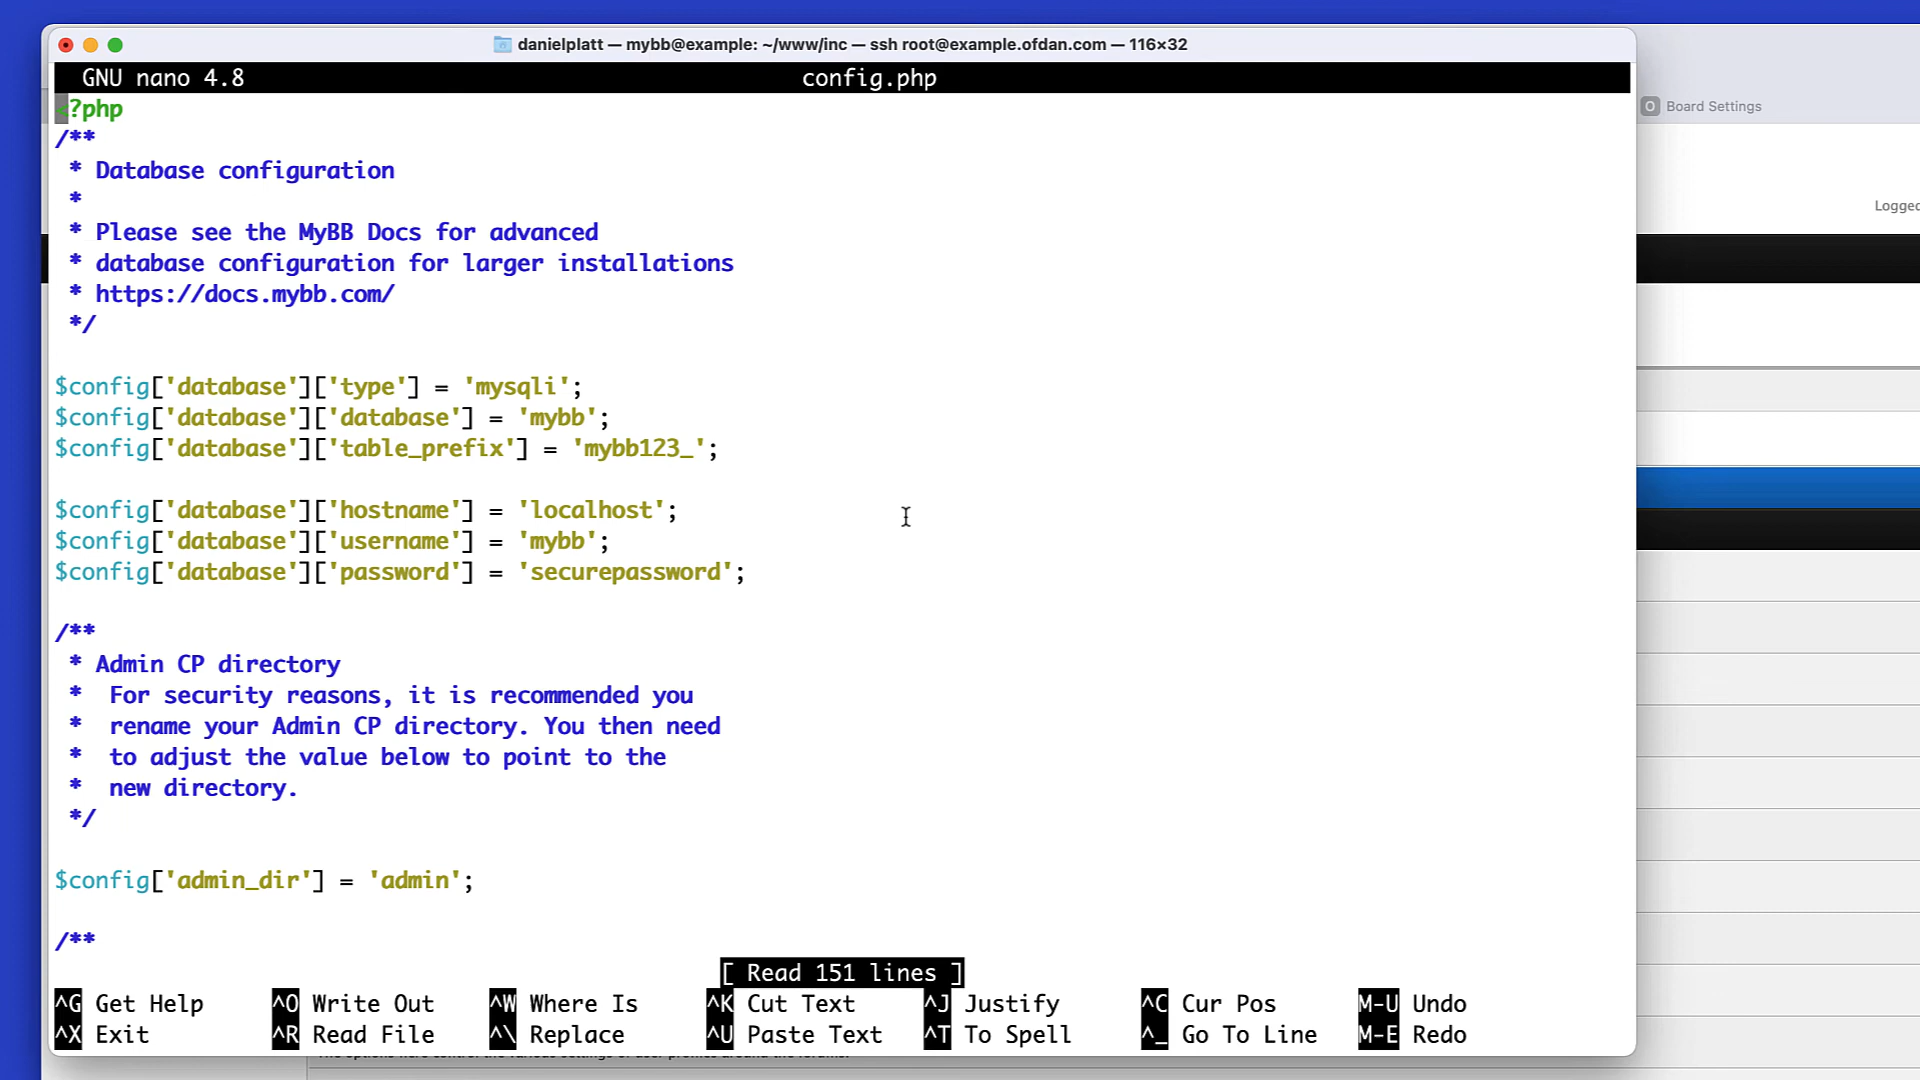 danielplatt — mybb@example: ~/www/inc — ssh root@example.ofdan.com — 116×32
GNU nano 4.8 config.php
O Board Settings
Logged
<?php
/**
* Database configuration
*
* Please see the MyBB Docs for advanced
* database configuration for larger installations
* https://docs.mybb.com/
*/
$config['database']['type'] = 'mysqli';
$config['database']['database'] = 'mybb';
$config['database']['table_prefix'] = 'mybb123_';
$config['database']['hostname'] = 'localhost';
$config['database']['username'] = 'mybb';
$config['database']['password'] = 'securepassword';
/**
* Admin CP directory
*  For security reasons, it is recommended you
*  rename your Admin CP directory. You then need
*  to adjust the value below to point to the
*  new directory.
*/
$config['admin_dir'] = 'admin';
/**
[ Read 151 lines ]
^G Get Help ^O Write Out ^W Where Is ^K Cut Text ^J Justify ^C Cur Pos M-U Undo
^X Exit ^R Read File ^\ Replace ^U Paste Text ^T To Spell ^_ Go To Line M-E Redo